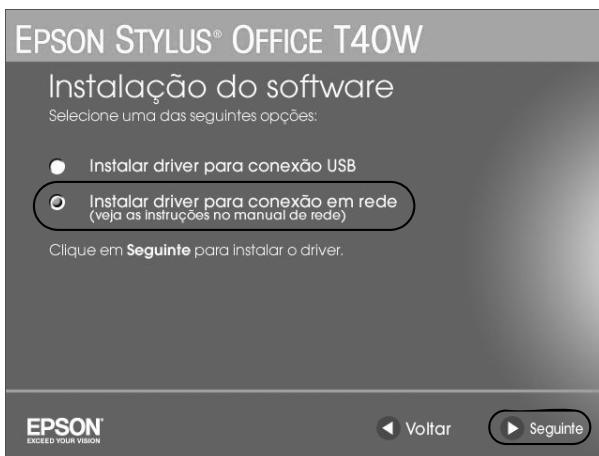 EPSON STYLUS® OFFICE T40W
Instalação do software
Selecione uma das seguintes opções:
Instalar driver para conexão USB
Instalar driver para conexão em rede
(veja as instruções no manual de rede)
Clique em Seguinte para instalar o driver.
EPSON®
EXCEED YOUR VISION
Voltar
Seguinte